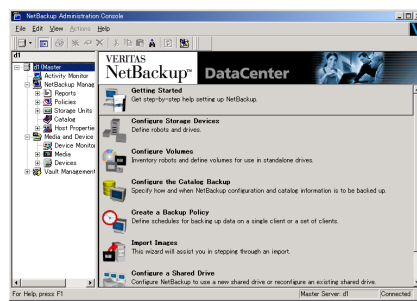 NetBackup Administration Console
File Edit View Actions Help
d1
d1(Master
Activity Monitor
NetBackup Manag
Reports
Policies
Storage Units
Catalog
Host Propertie
Media and Device
Device Monito
Media
Devices
Vault Management
VERITAS
NetBackup™ DataCenter
Getting Started
Get step-by-step help setting up NetBackup.
Configure Storage Devices
Define robots and drives.
Configure Volumes
Inventory robots and define volumes for use in standalone drives.
Configure the Catalog Backup
Specify how and when NetBackup configuration and catalog information is to be backed up.
Create a Backup Policy
Define schedules for backing up data on a single client or a set of clients.
Import Images
This wizard will assist you in stepping through an import.
Configure a Shared Drive
Configure NetBackup to use a new shared drive or reconfigure an existing shared drive.
For Help, press F1
Master Server: d1
Connected